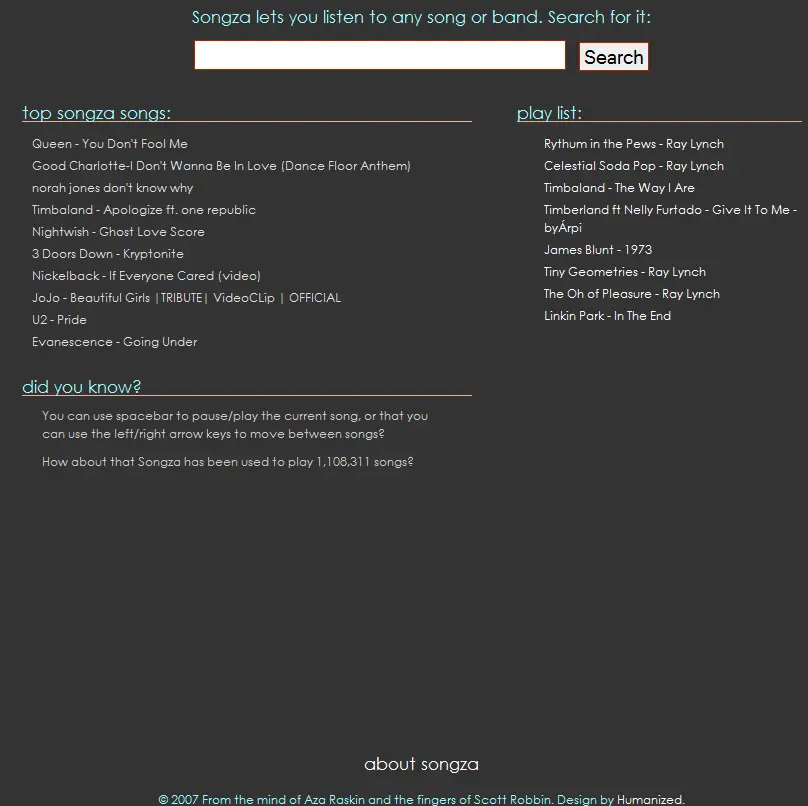 Songza lets you listen to any song or band. Search for it:
Search
top songza songs:
Queen - You Don't Fool Me
Good Charlotte-I Don't Wanna Be In Love (Dance Floor Anthem)
norah jones don't know why
Timbaland - Apologize ft. one republic
Nightwish - Ghost Love Score
3 Doors Down - Kryptonite
Nickelback - If Everyone Cared (video)
JoJo - Beautiful Girls |TRIBUTE| VideoCLip | OFFICIAL
U2 - Pride
Evanescence - Going Under
play list:
Rythum in the Pews - Ray Lynch
Celestial Soda Pop - Ray Lynch
Timbaland - The Way I Are
Timberland ft Nelly Furtado - Give It To Me -
byÁrpi
James Blunt - 1973
Tiny Geometries - Ray Lynch
The Oh of Pleasure - Ray Lynch
Linkin Park - In The End
did you know?
You can use spacebar to pause/play the current song, or that you
can use the left/right arrow keys to move between songs?
How about that Songza has been used to play 1,108,311 songs?
about songza
© 2007 From the mind of Aza Raskin and the fingers of Scott Robbin. Design by Humanized.